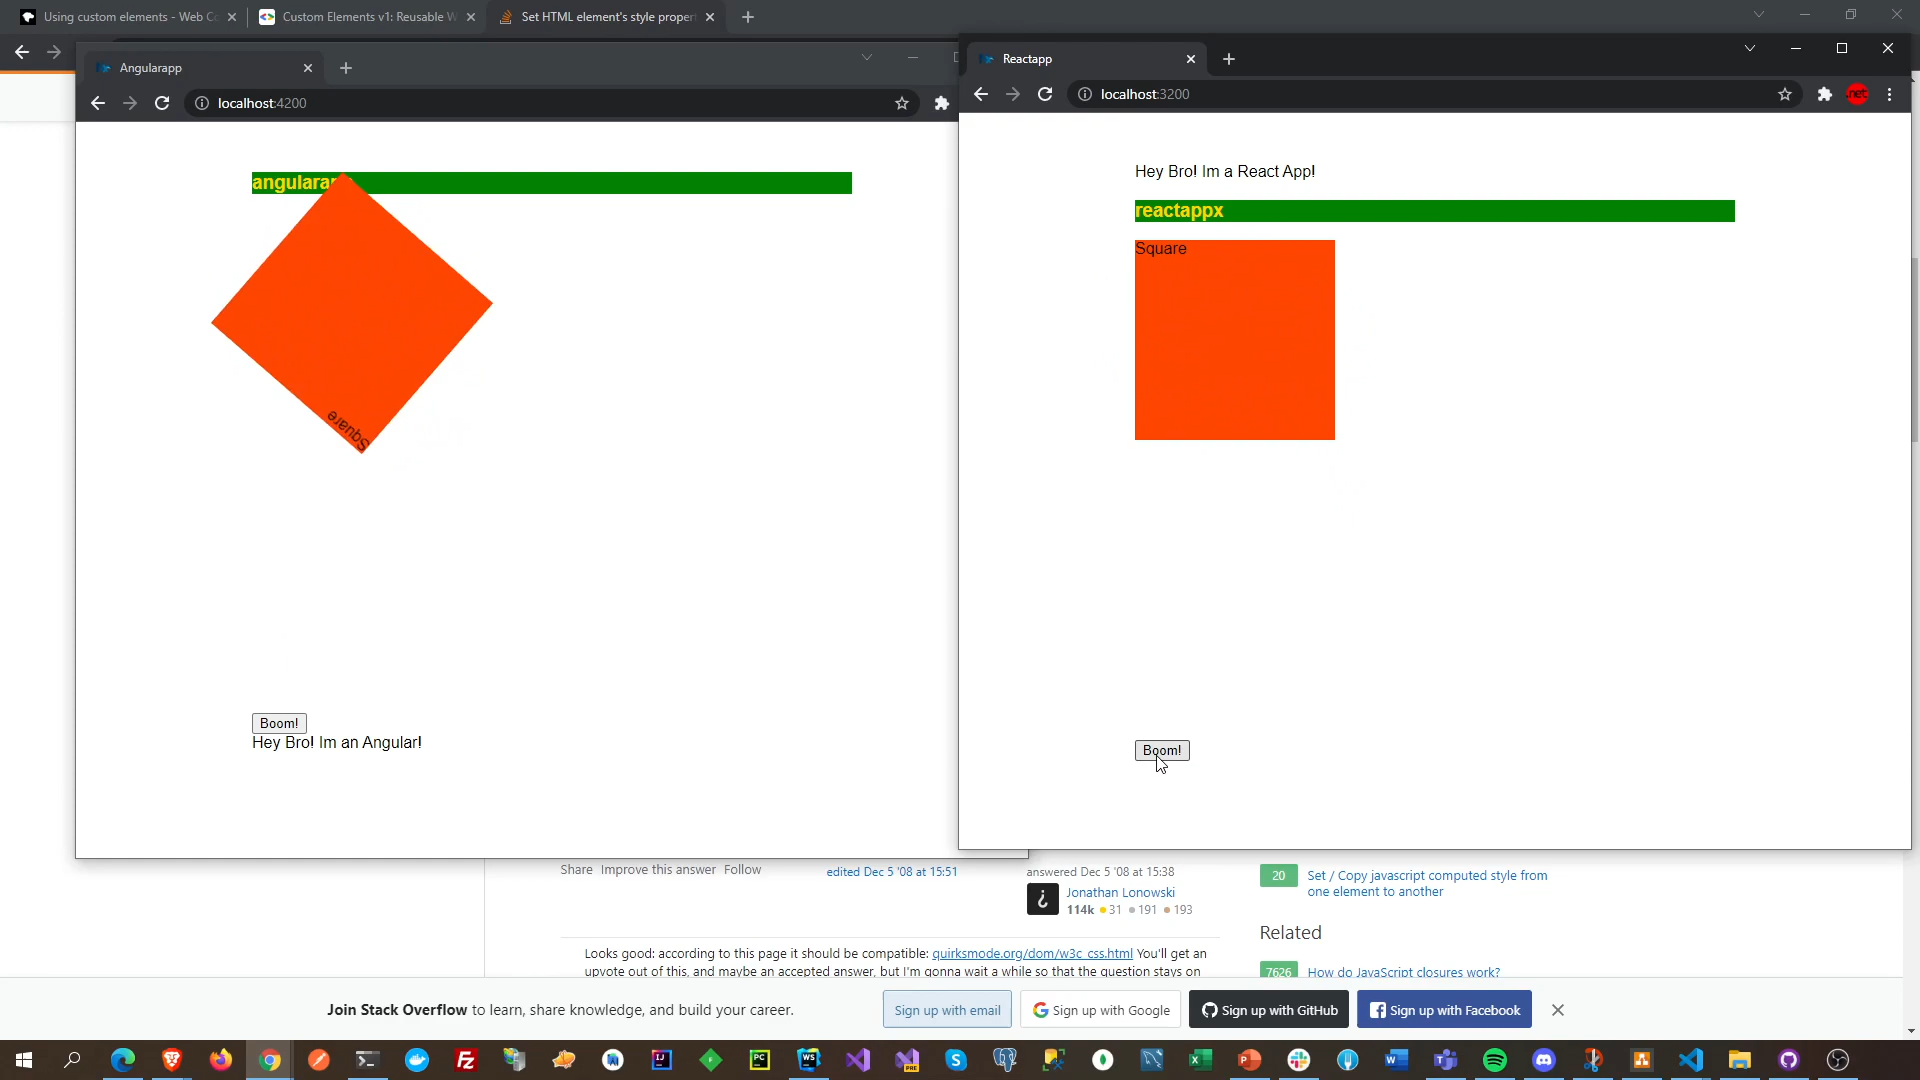 Using custom elements - Web Co
Custom Elements v1: Reusable W
Set HTML element's style proper
Angularapp
localhost:4200
angulara
Square
Boom!
Hey Bro! Im an Angular!
Reactapp
localhost:3200
Hey Bro! Im a React App!
reactappx
Square
Boom!
Share Improve this answer Follow
edited Dec 5 '08 at 15:51
answered Dec 5 '08 at 15:38
Jonathan Lonowski
114k 31 191 193
Looks good: according to this page it should be compatible: quirksmode.org/dom/w3c_css.html You'll get an
upvote out of this, and maybe an accepted answer, but I'm gonna wait a while so that the question stays on
20 Set / Copy javascript computed style from
one element to another
Related
7626 How do JavaScript closures work?
Join Stack Overflow to learn, share knowledge, and build your career.
Sign up with email
Sign up with Google
Sign up with GitHub
Sign up with Facebook